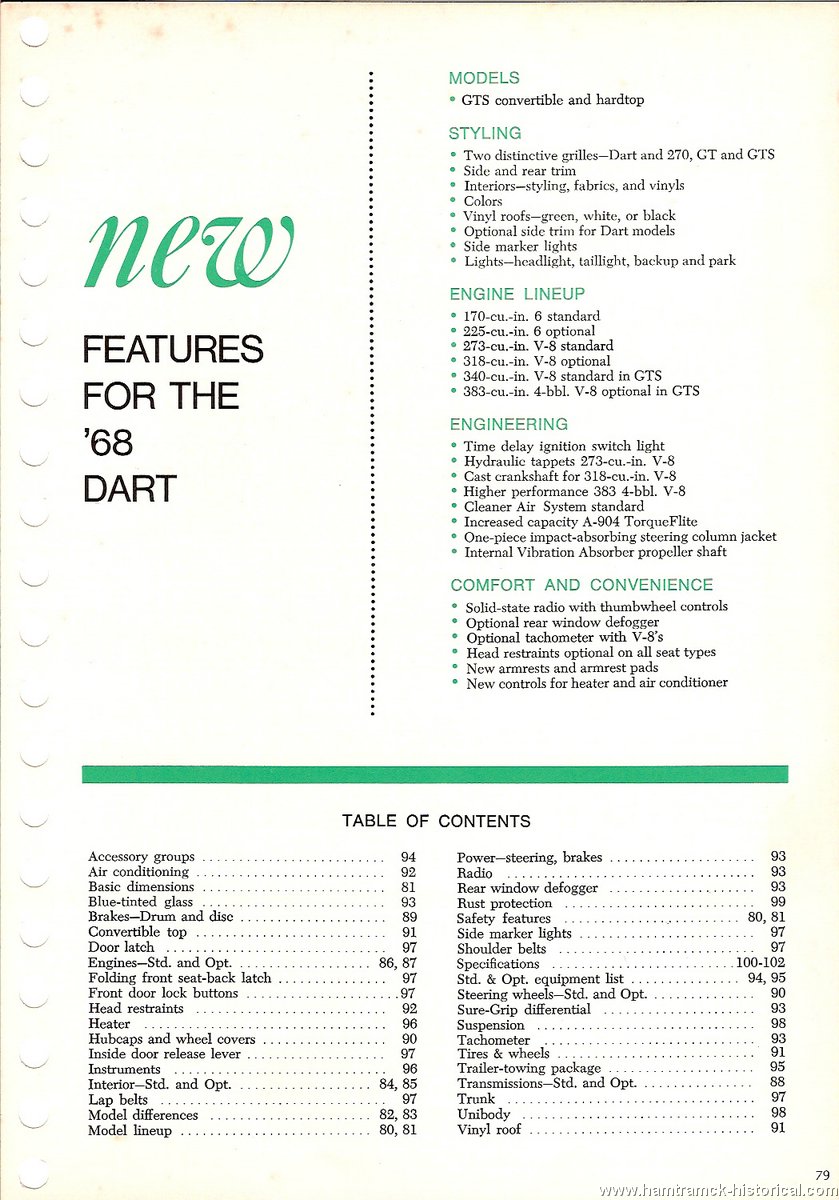 new
FEATURES
FOR THE
'68
DART
MODELS
• GTS convertible and hardtop
STYLING
• Two distinctive grilles—Dart and 270, GT and GTS
• Side and rear trim
• Interiors—styling, fabrics, and vinyls
• Colors
• Vinyl roofs—green, white, or black
• Optional side trim for Dart models
• Side marker lights
• Lights—headlight, taillight, backup and park
ENGINE LINEUP
• 170-cu.-in. 6 standard
• 225-cu.-in. 6 optional
• 273-cu.-in. V-8 standard
• 318-cu.-in. V-8 optional
• 340-cu.-in. V-8 standard in GTS
• 383-cu.-in. 4-bbl. V-8 optional in GTS
ENGINEERING
• Time delay ignition switch light
• Hydraulic tappets 273-cu.-in. V-8
• Cast crankshaft for 318-cu.-in. V-8
• Higher performance 383 4-bbl. V-8
• Cleaner Air System standard
• Increased capacity A-904 TorqueFlite
• One-piece impact-absorbing steering column jacket
• Internal Vibration Absorber propeller shaft
COMFORT AND CONVENIENCE
• Solid-state radio with thumbwheel controls
• Optional rear window defogger
• Optional tachometer with V-8's
• Head restraints optional on all seat types
• New armrests and armrest pads
• New controls for heater and air conditioner
TABLE OF CONTENTS
Accessory groups ........................ 94
Air conditioning ........................ 92
Basic dimensions ........................ 81
Blue-tinted glass ........................ 93
Brakes—Drum and disc ................... 89
Convertible top ........................ 91
Door latch ............................. 97
Engines—Std. and Opt. ................... 86, 87
Folding front seat-back latch .............. 97
Front door lock buttons ................... 97
Head restraints ......................... 92
Heater ................................ 96
Hubcaps and wheel covers ................ 90
Inside door release lever .................. 97
Instruments ............................ 96
Interior—Std. and Opt. .................. 84, 85
Lap belts .............................. 97
Model differences ..................... 82, 83
Model lineup ......................... 80, 81
Power—steering, brakes ................... 93
Radio ................................. 93
Rear window defogger .................... 93
Rust protection ......................... 99
Safety features ........................ 80, 81
Side marker lights ....................... 97
Shoulder belts .......................... 97
Specifications ........................ 100-102
Std. & Opt. equipment list ............... 94, 95
Steering wheels—Std. and Opt. ............. 90
Sure-Grip differential .................... 93
Suspension ............................. 98
Tachometer ............................ 93
Tires & wheels .......................... 91
Trailer-towing package ................... 95
Transmissions—Std. and Opt. .............. 88
Trunk ................................. 97
Unibody ............................... 98
Vinyl roof ............................. 91
79
www.hamtramck-historical.com